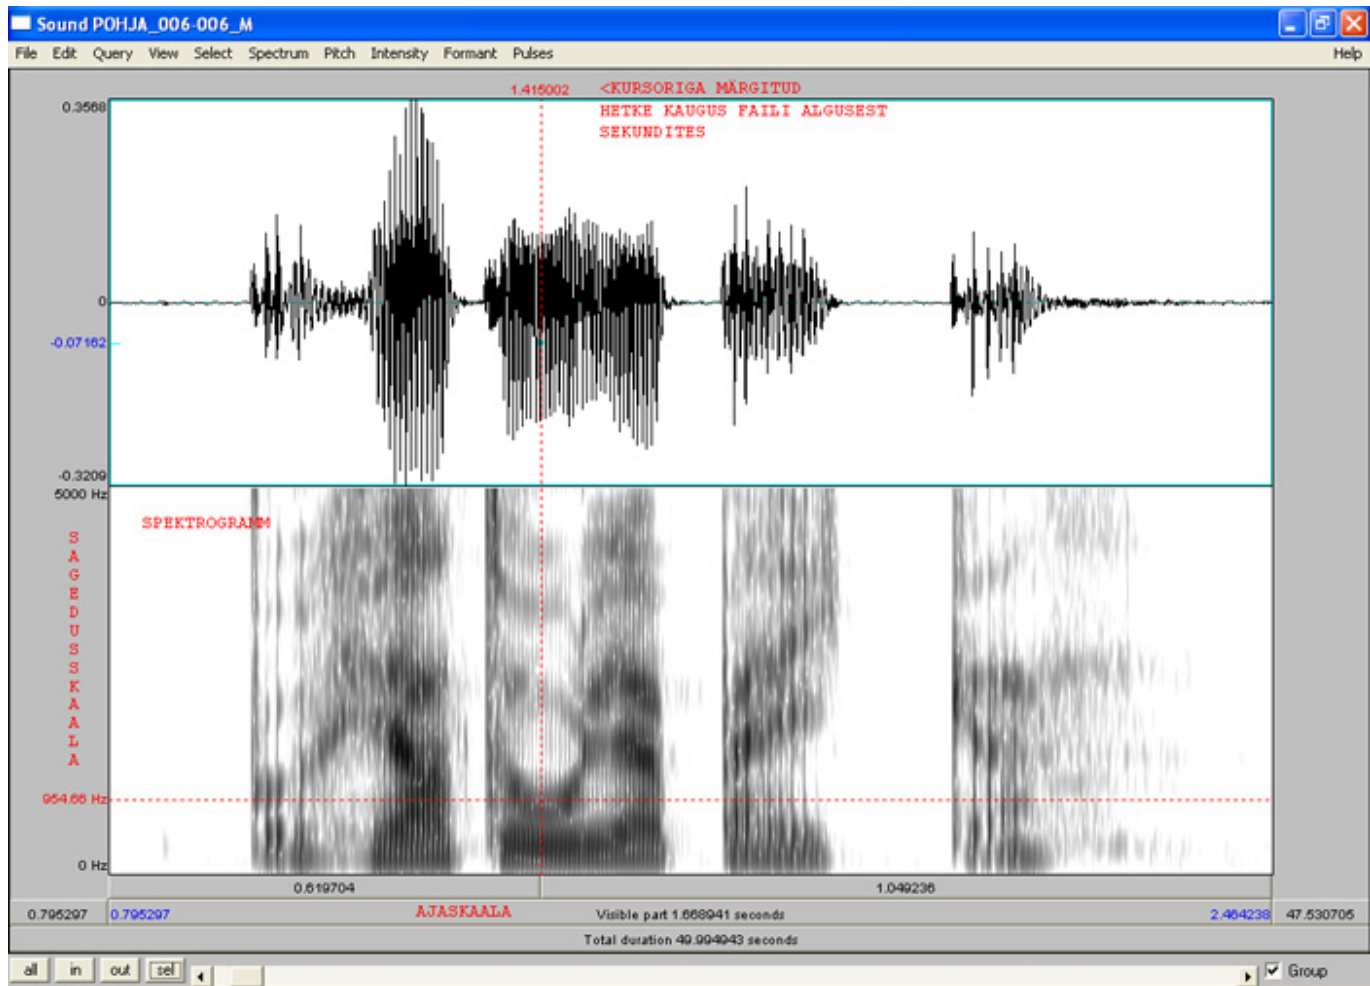 Sound POHJA_006-006_M
File Edit Query View Select Spectrum Pitch Intensity Formant Pulses Help
1.415002 <KURSORIGA MÄRGITUD
HETKE KAUGUS FAILI ALGUSEST
SEKUNDITES
0.3568
0
-0.07162
-0.3209
5000 Hz
SPEKTROGRAMM
SAGEDUSSKAALA
954.66 Hz
0 Hz
0.619704 1.049236
0.795297 0.795297 AJASKAALA Visible part 1.668941 seconds 2.464238 47.530705
Total duration 49.994943 seconds
all in out sel Group